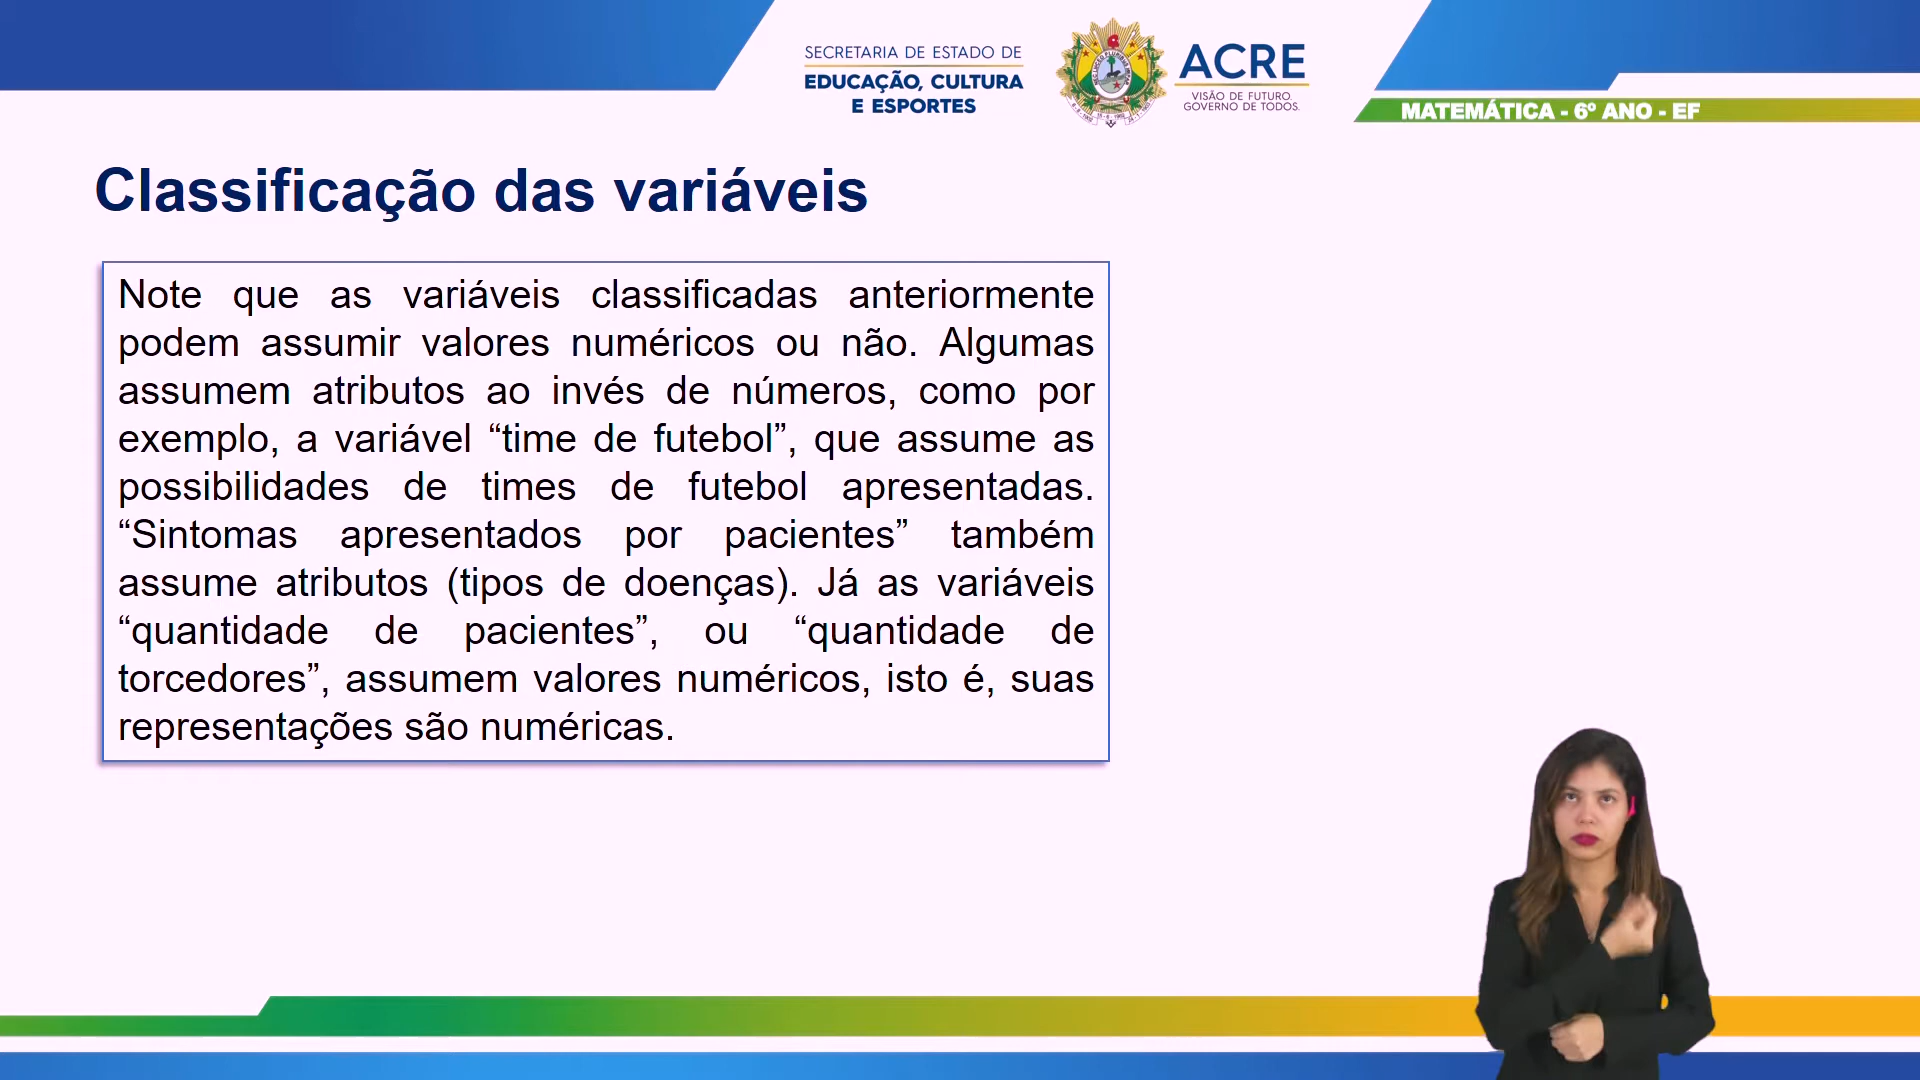 SECRETARIA DE ESTADO DE
EDUCAÇÃO, CULTURA
E ESPORTES
ACRE
VISÃO DE FUTURO.
GOVERNO DE TODOS.
MATEMÁTICA - 6º ANO - EF
Classificação das variáveis
Note que as variáveis classificadas anteriormente
podem assumir valores numéricos ou não. Algumas
assumem atributos ao invés de números, como por
exemplo, a variável “time de futebol”, que assume as
possibilidades de times de futebol apresentadas.
“Sintomas apresentados por pacientes” também
assume atributos (tipos de doenças). Já as variáveis
“quantidade de pacientes”, ou “quantidade de
torcedores”, assumem valores numéricos, isto é, suas
representações são numéricas.